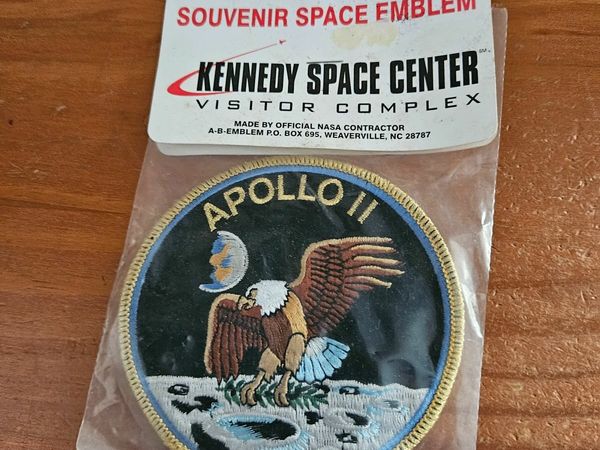 SOUVENIR SPACE EMBLEM
KENNEDY SPACE CENTER
SM
VISITOR COMPLEX
MADE BY OFFICIAL NASA CONTRACTOR
A-B-EMBLEM P.O. BOX 695, WEAVERVILLE, NC 28787
APOLLO 11